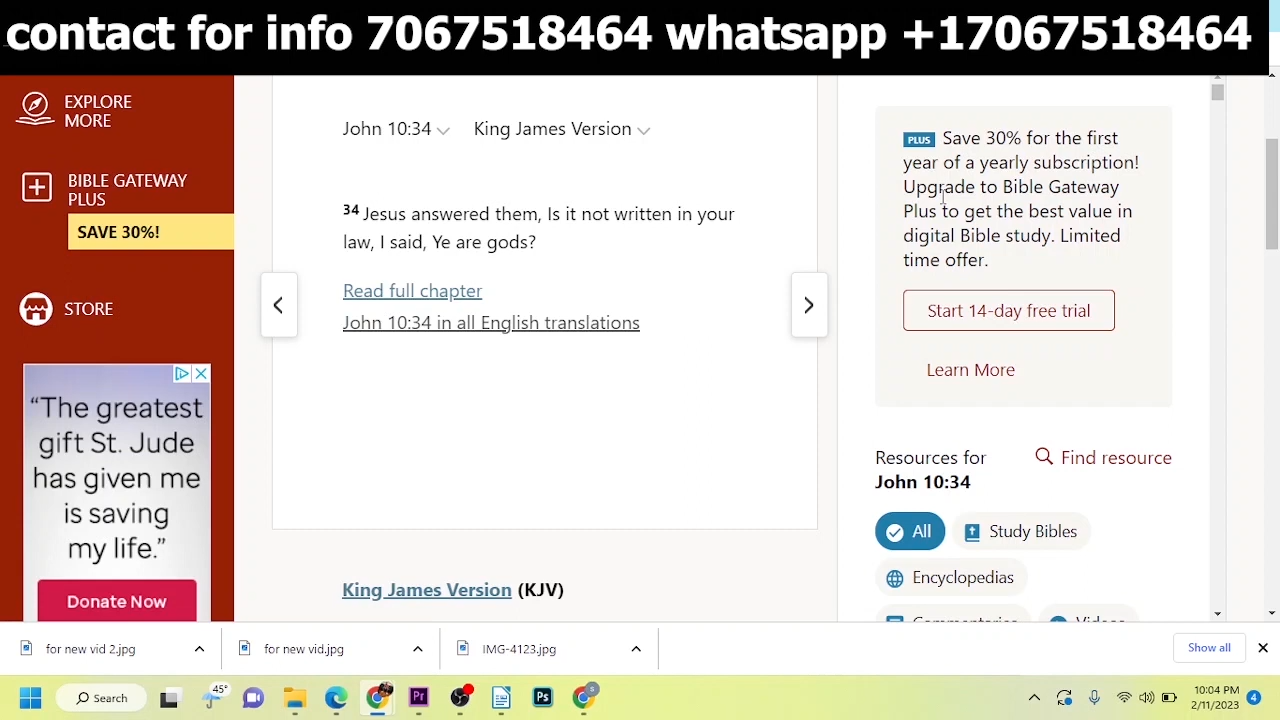 contact for info 7067518464 whatsapp +17067518464
EXPLORE
MORE
BIBLE GATEWAY
PLUS
SAVE 30%!
STORE
“The greatest
gift St. Jude
has given me
is saving
my life.”
Donate Now
John 10:34
King James Version
34 Jesus answered them, Is it not written in your
law, I said, Ye are gods?
Read full chapter
John 10:34 in all English translations
King James Version (KJV)
PLUS Save 30% for the first
year of a yearly subscription!
Upgrade to Bible Gateway
Plus to get the best value in
digital Bible study. Limited
time offer.
Start 14-day free trial
Learn More
Resources for
John 10:34
Find resource
All
Study Bibles
Encyclopedias
Commentaries
Videos
for new vid 2.jpg
for new vid.jpg
IMG-4123.jpg
Show all
Search
45°
Pr
Ps
S
10:04 PM
2/11/2023
4